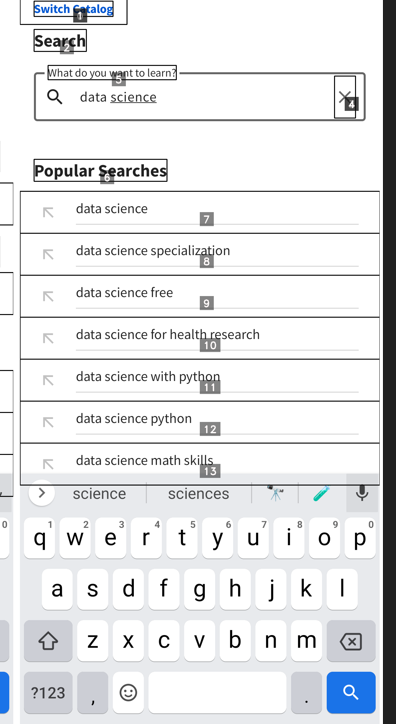 Switch Catalog
1
Search
2
What do you want to learn?
5
data science
4
Popular Searches
6
data science
7
data science specialization
8
data science free
9
data science for health research
10
data science with python
11
data science python
12
data science math skills
13
science sciences
1 2 3 4 5 6 7 8 9 0
q w e r t y u i o p
a s d f g h j k l
z x c v b n m
?123 , .